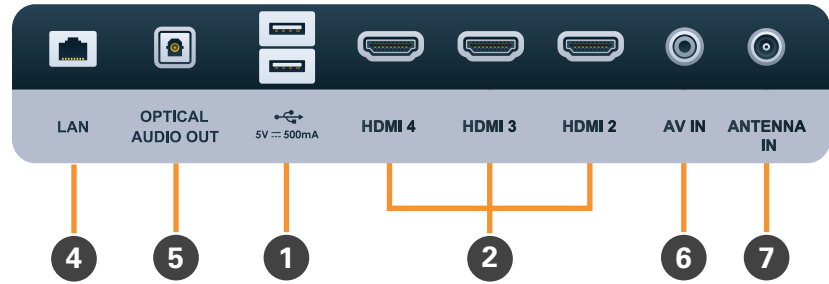 LAN
OPTICAL
AUDIO OUT
5V ⎓ 500mA
HDMI 4
HDMI 3
HDMI 2
AV IN
ANTENNA
IN
4
5
1
2
6
7